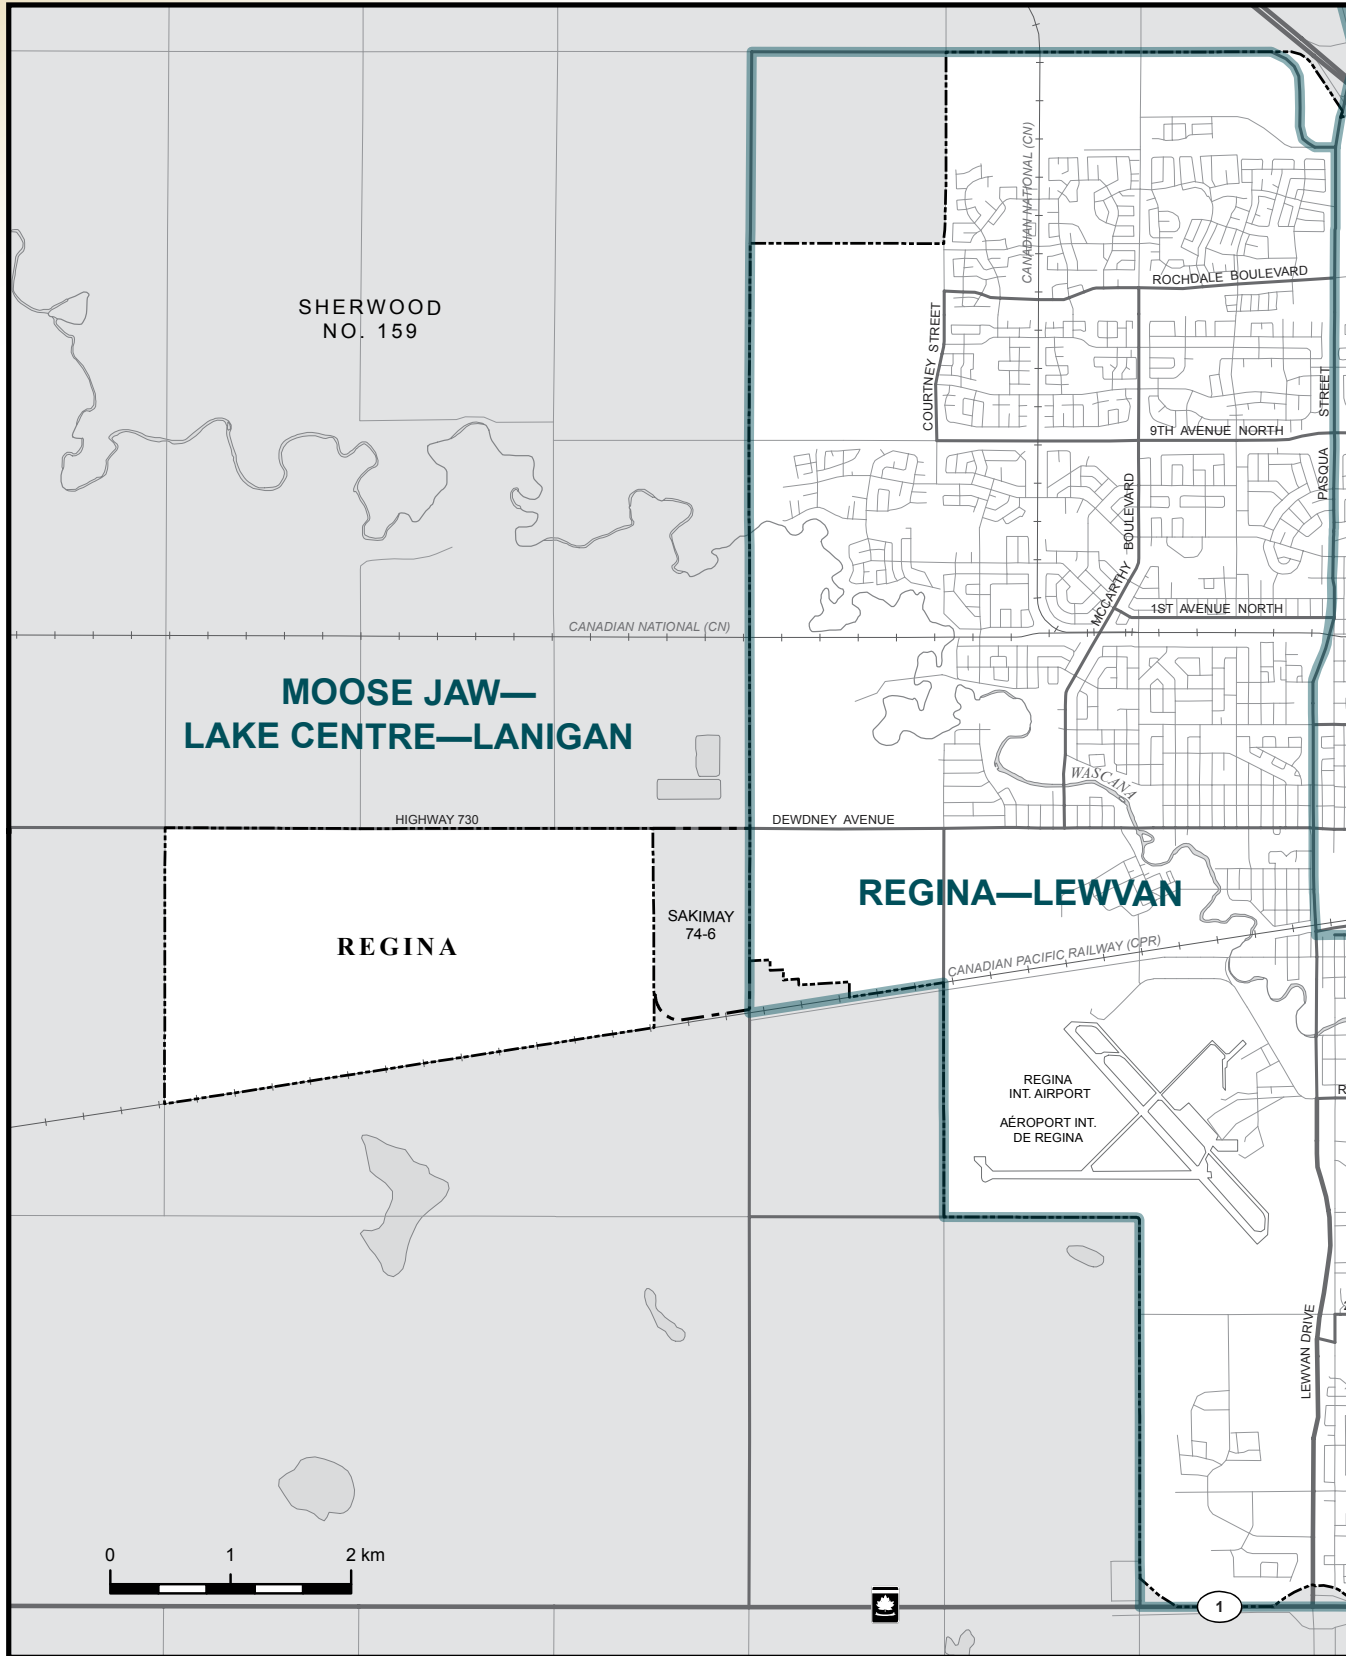 CANADIAN NATIONAL (CN)
ROCHDALE BOULEVARD
SHERWOOD
NO. 159
COURTNEY STREET
PASQUA STREET
9TH AVENUE NORTH
MCCARTHY BOULEVARD
1ST AVENUE NORTH
CANADIAN NATIONAL (CN)
MOOSE JAW—
LAKE CENTRE—LANIGAN
WASCANA
HIGHWAY 730
DEWDNEY AVENUE
REGINA—LEWVAN
SAKIMAY
74-6
REGINA
CANADIAN PACIFIC RAILWAY (CPR)
REGINA
INT. AIRPORT
AÉROPORT INT.
DE REGINA
R
LEWVAN DRIVE
0 1 2 km
1